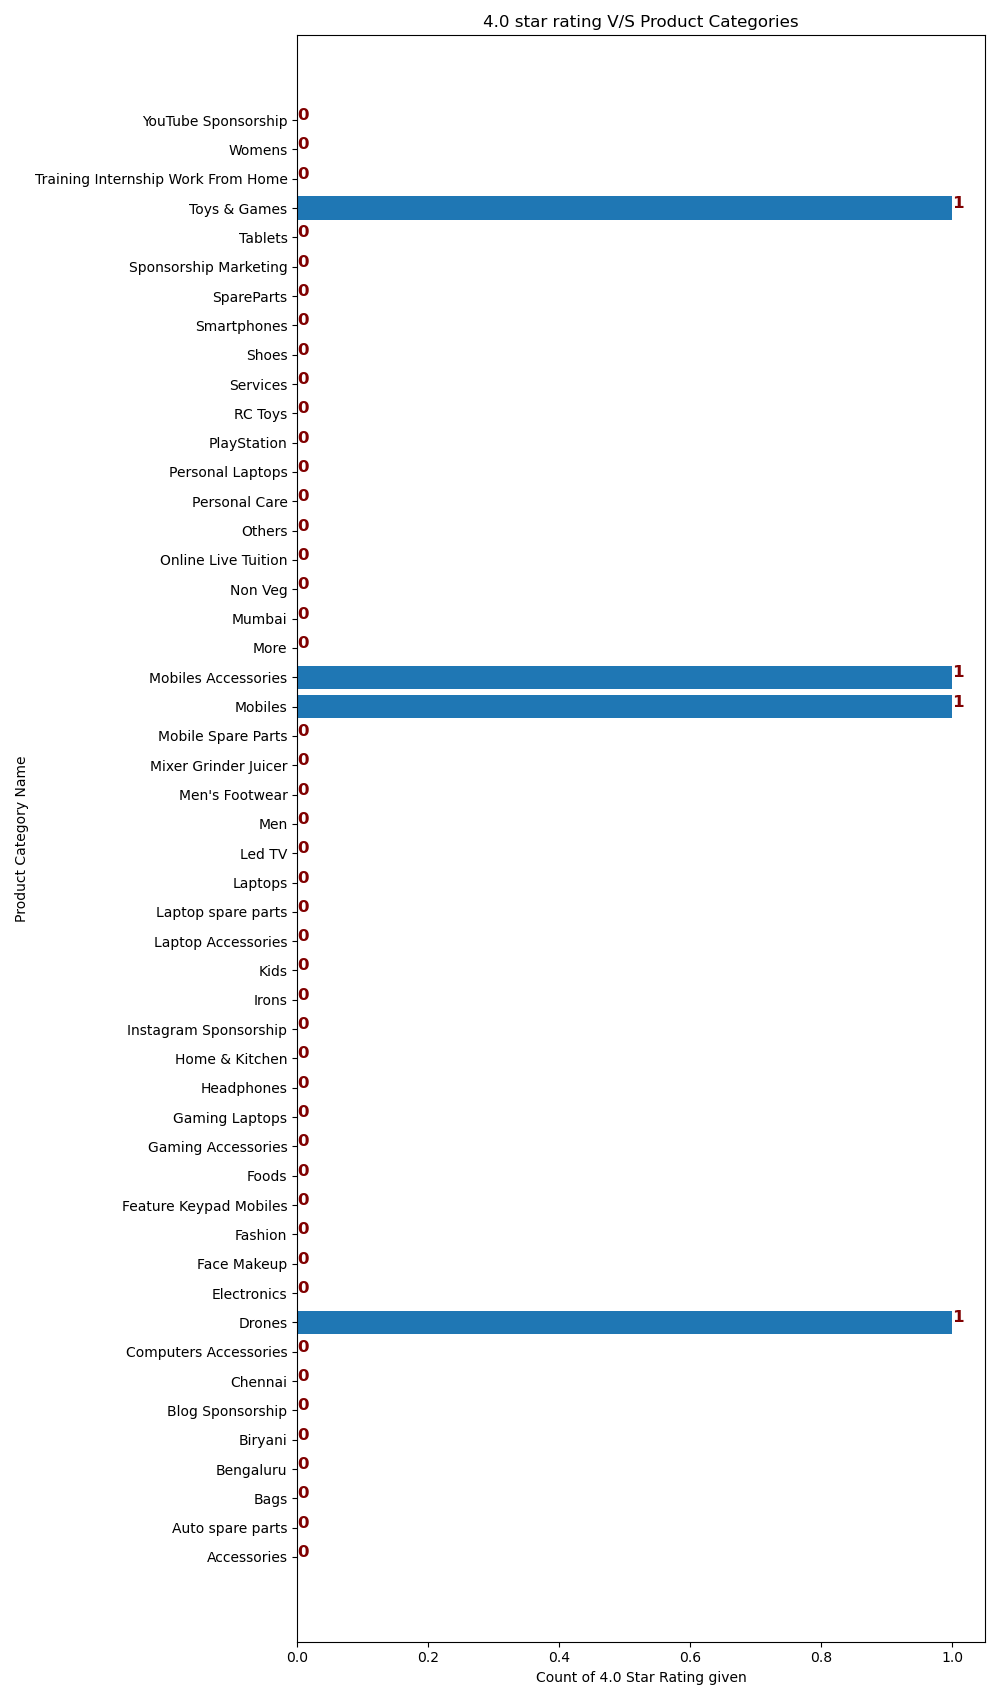 4.0 star rating V/S Product Categories
YouTube Sponsorship 0
Womens 0
Training Internship Work From Home 0
Toys & Games 1
Tablets 0
Sponsorship Marketing 0
SpareParts 0
Smartphones 0
Shoes 0
Services 0
RC Toys 0
PlayStation 0
Personal Laptops 0
Personal Care 0
Others 0
Online Live Tuition 0
Non Veg 0
Mumbai 0
More 0
Mobiles Accessories 1
Mobiles 1
Mobile Spare Parts 0
Mixer Grinder Juicer 0
Men's Footwear 0
Men 0
Led TV 0
Laptops 0
Laptop spare parts 0
Laptop Accessories 0
Kids 0
Irons 0
Instagram Sponsorship 0
Home & Kitchen 0
Headphones 0
Gaming Laptops 0
Gaming Accessories 0
Foods 0
Feature Keypad Mobiles 0
Fashion 0
Face Makeup 0
Electronics 0
Drones 1
Computers Accessories 0
Chennai 0
Blog Sponsorship 0
Biryani 0
Bengaluru 0
Bags 0
Auto spare parts 0
Accessories 0
Product Category Name
0.0 0.2 0.4 0.6 0.8 1.0
Count of 4.0 Star Rating given